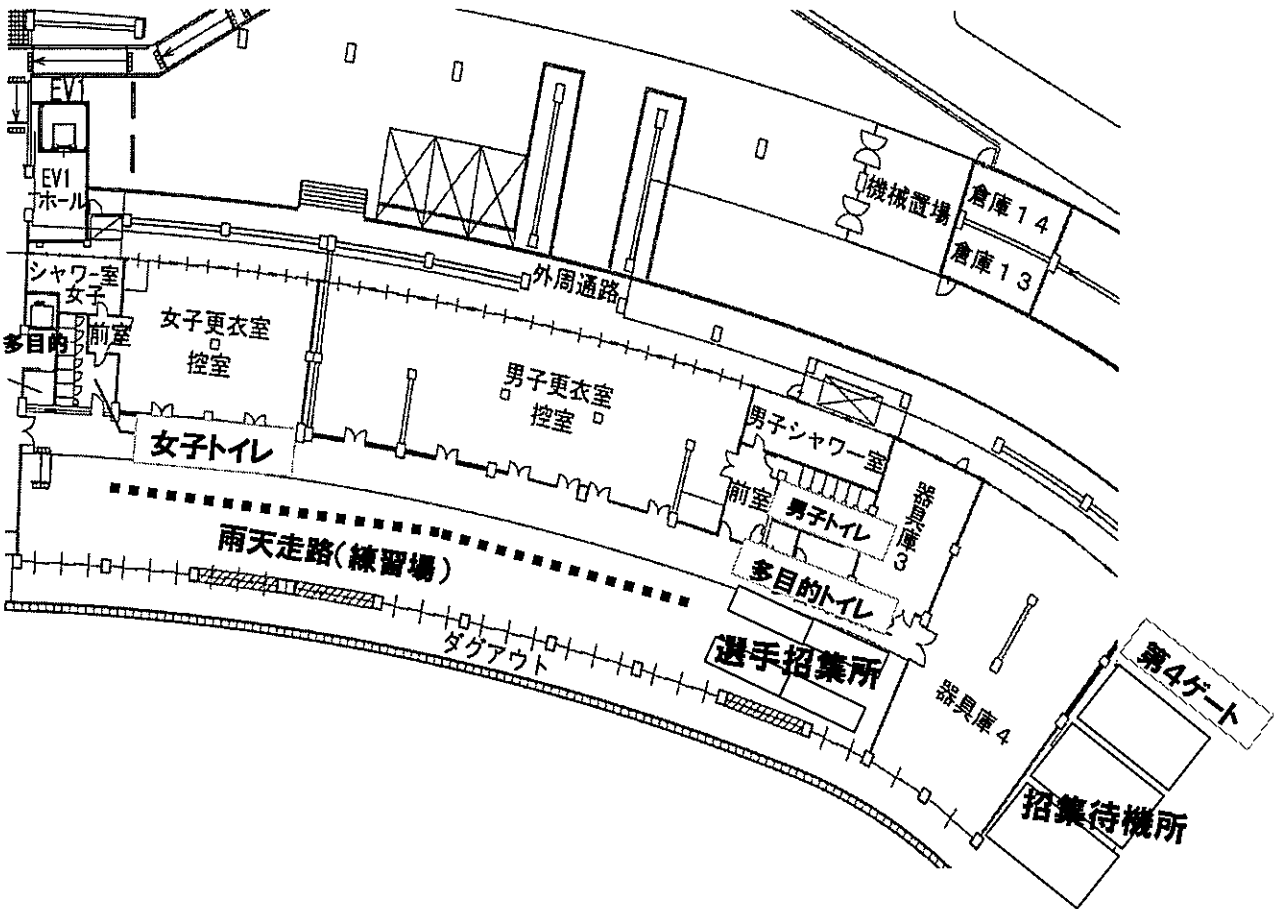 EV1
EV1
ホール
機械置場
倉庫14
倉庫13
シャワー室
女子
前室
多目的
女子更衣室
控室
外周通路
男子更衣室
控室
男子シャワー室
前室
器具庫3
女子トイレ
男子トイレ
多目的トイレ
雨天走路(練習場)
ダグアウト
選手招集所
器具庫4
第4ゲート
招集待機所